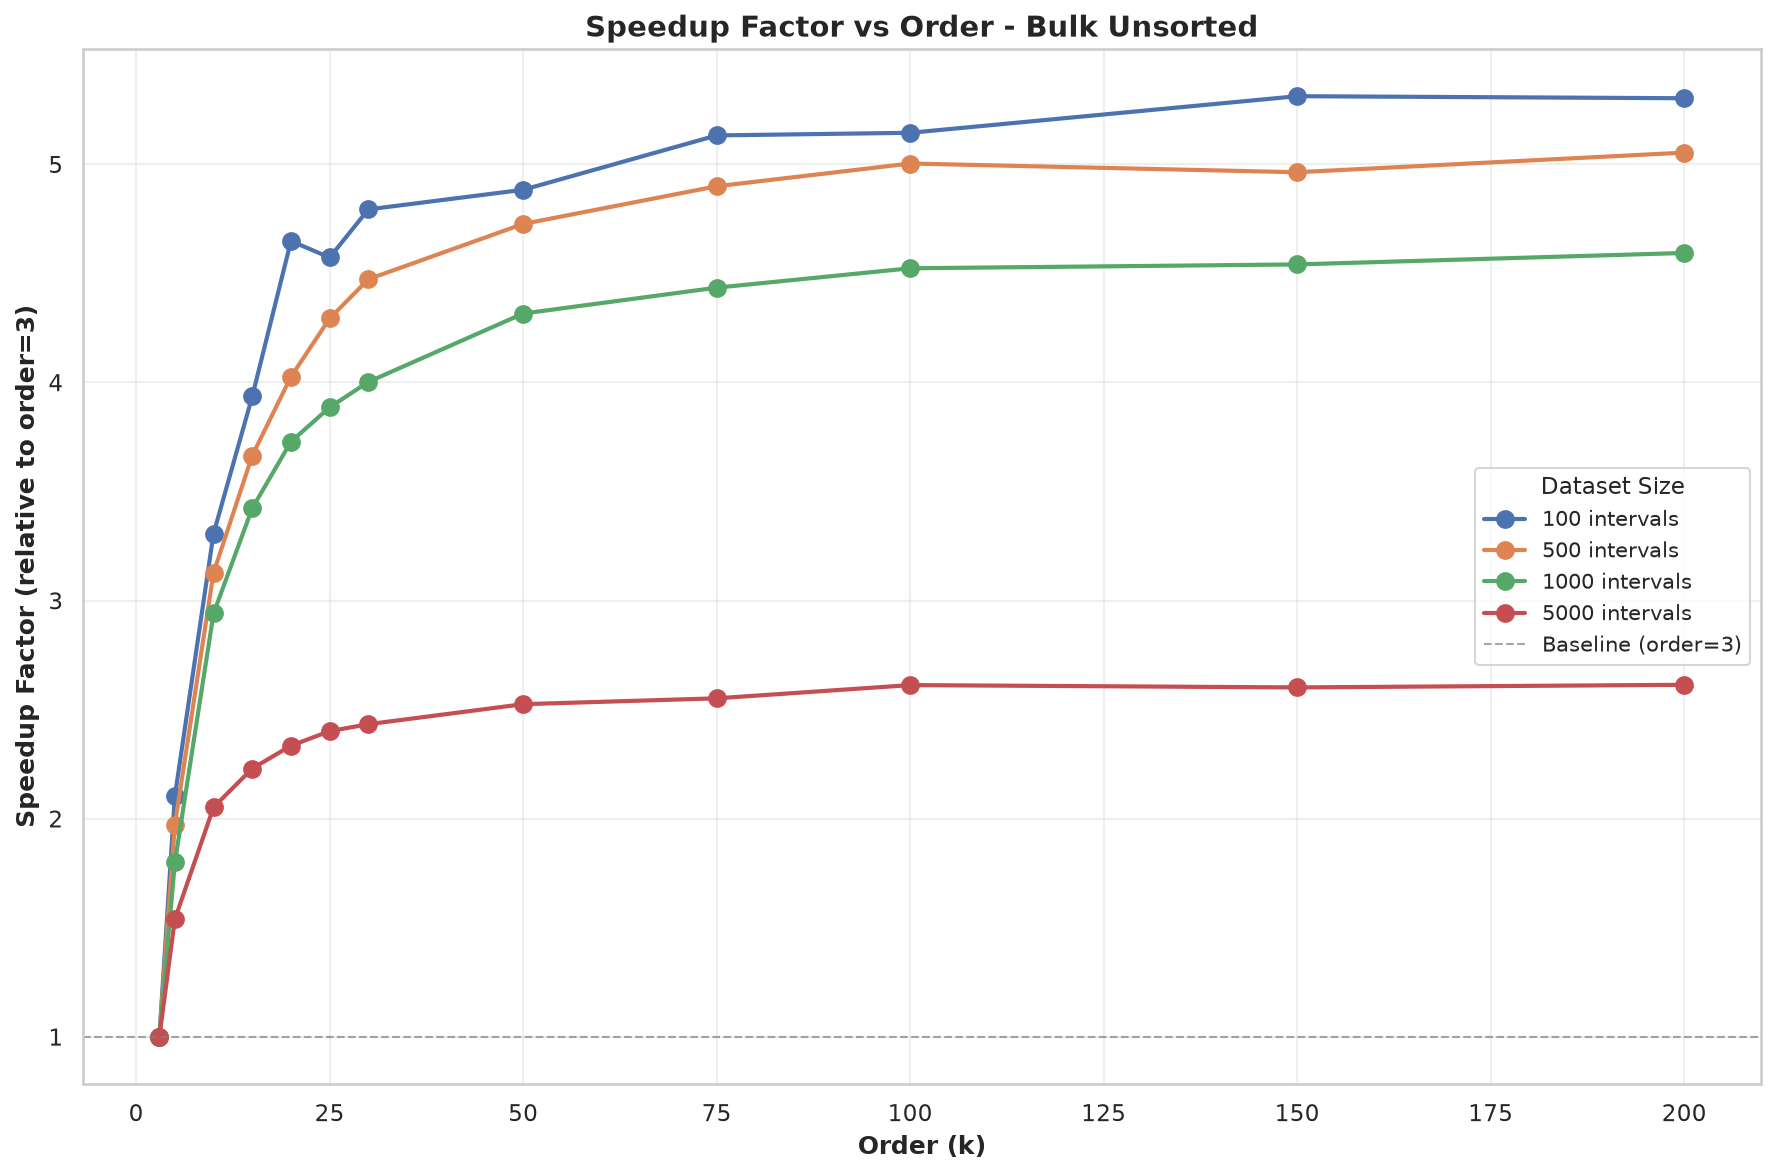 Speedup Factor vs Order - Bulk Unsorted
Speedup Factor (relative to order=3)
5
4
3
2
1
Dataset Size
100 intervals
500 intervals
1000 intervals
5000 intervals
Baseline (order=3)
0 25 50 75 100 125 150 175 200
Order (k)